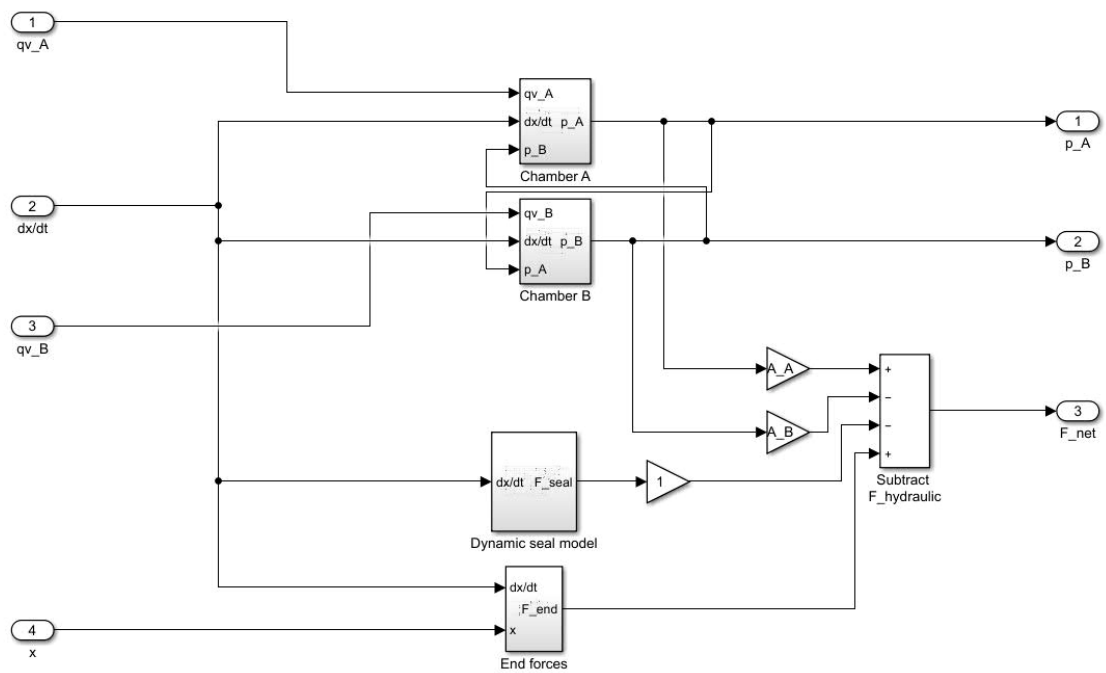 1
qv_A
qv_A
dx/dt p_A
p_B
Chamber A
1
p_A
2
dx/dt
qv_B
dx/dt p_B
p_A
Chamber B
2
p_B
3
qv_B
A_A
+
A_B
−
−
+
Subtract
F_hydraulic
3
F_net
dx/dt F_seal
Dynamic seal model
1
dx/dt
F_end
x
End forces
4
x